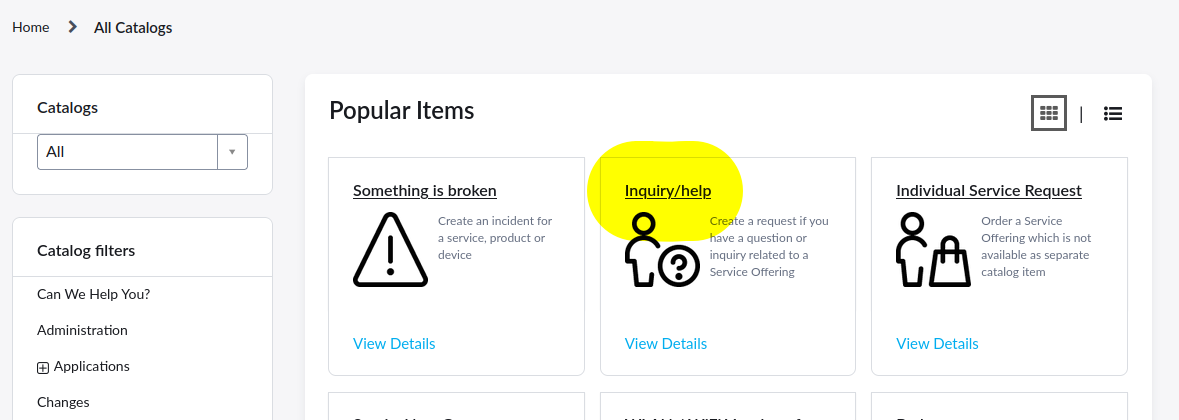 Home > All Catalogs
Catalogs
All
Catalog filters
Can We Help You?
Administration
Applications
Changes
Popular Items
|
Something is broken
Create an incident for
a service, product or
device
View Details
Inquiry/help
Create a request if you
have a question or
inquiry related to a
Service Offering
View Details
Individual Service Request
Order a Service
Offering which is not
available as separate
catalog item
View Details